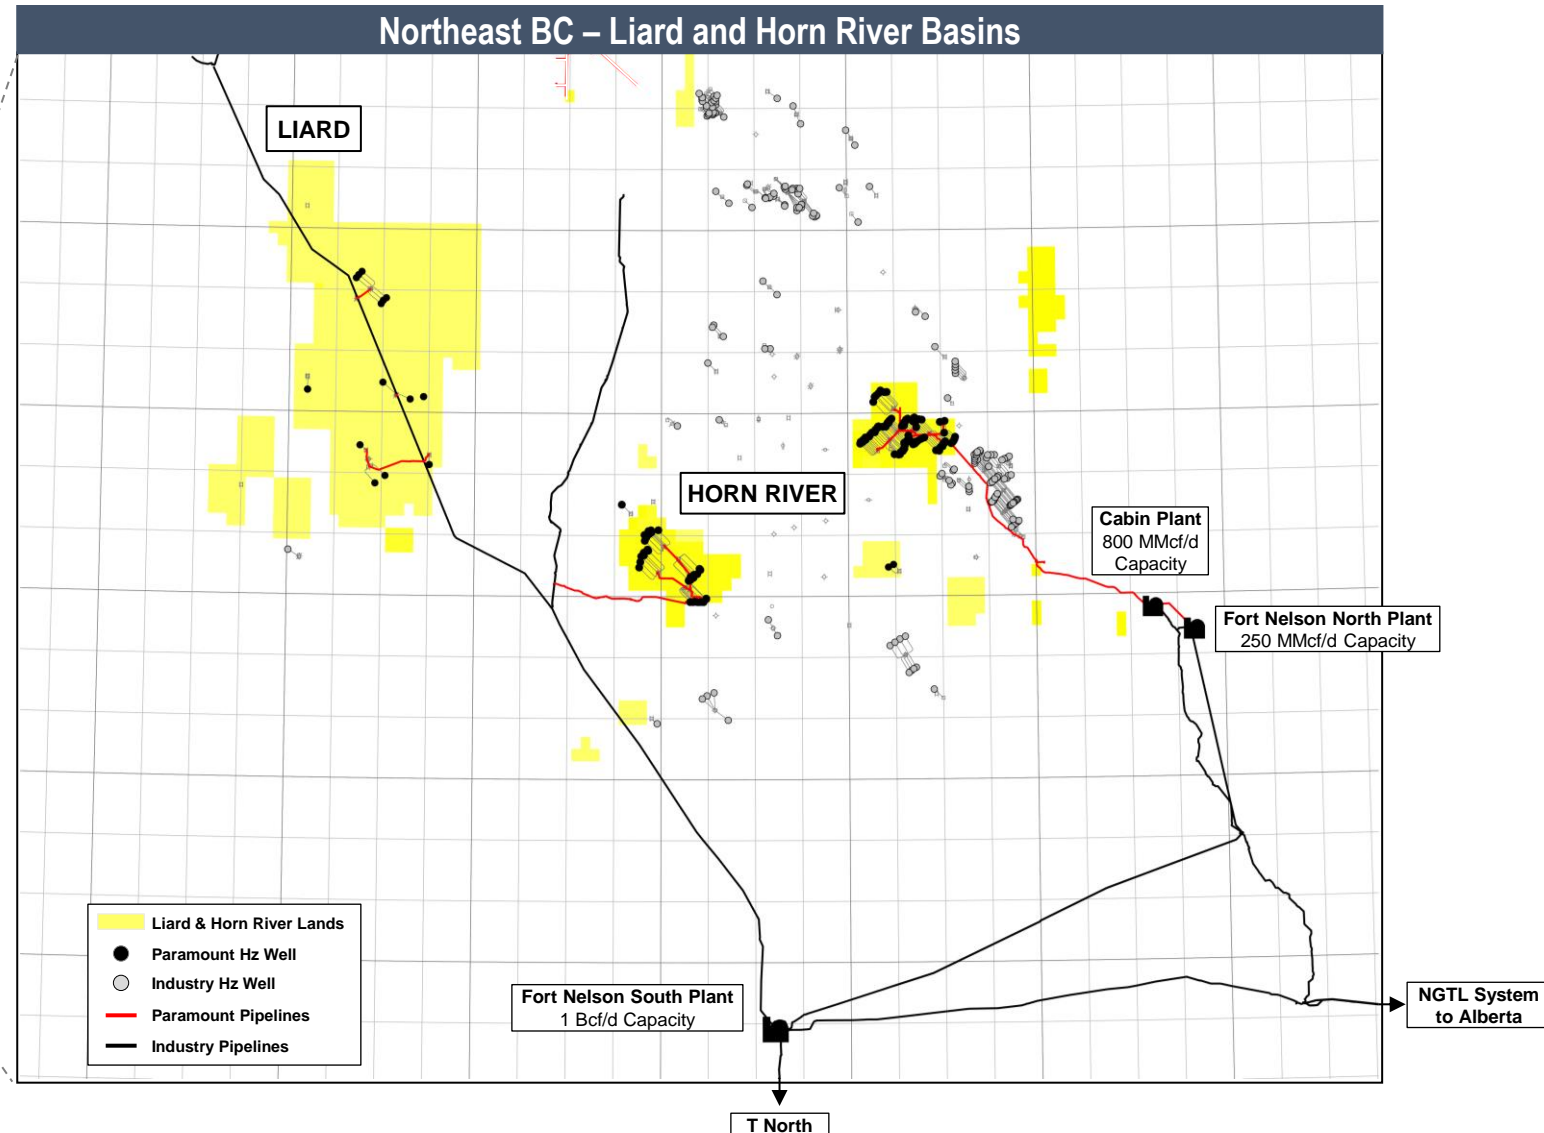 Northeast BC – Liard and Horn River Basins
LIARD
HORN RIVER
Cabin Plant
800 MMcf/d
Capacity
Fort Nelson North Plant
250 MMcf/d Capacity
Liard & Horn River Lands
Paramount Hz Well
Industry Hz Well
Paramount Pipelines
Industry Pipelines
Fort Nelson South Plant
1 Bcf/d Capacity
NGTL System
to Alberta
T North